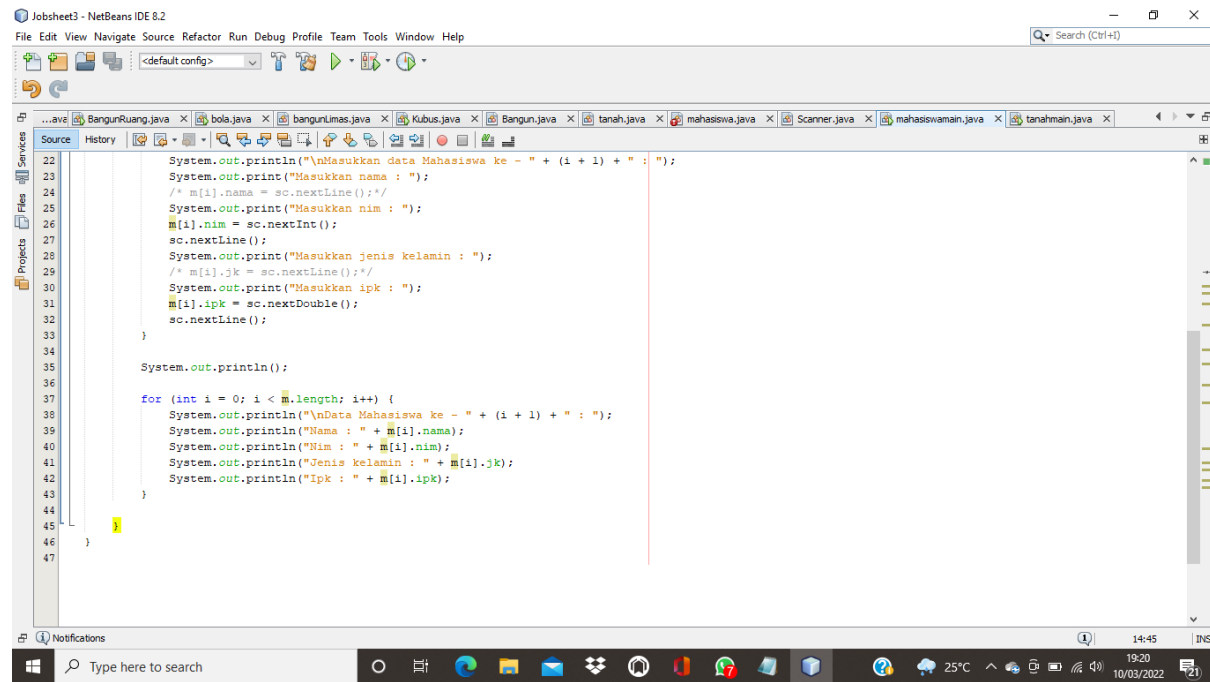 Jobsheet3 - NetBeans IDE 8.2
File Edit View Navigate Source Refactor Run Debug Profile Team Tools Window Help
Search (Ctrl+I)
<default config>
...ava BangunRuang.java bola.java bangunLimas.java Kubus.java Bangun.java tanah.java mahasiswa.java Scanner.java mahasiswamain.java tanahmain.java
Source History
Services
Files
Projects
22 System.out.println("\nMasukkan data Mahasiswa ke - " + (i + 1) + " : ");
23 System.out.print("Masukkan nama : ");
24 /* m[i].nama = sc.nextLine();*/
25 System.out.print("Masukkan nim : ");
26 m[i].nim = sc.nextInt();
27 sc.nextLine();
28 System.out.print("Masukkan jenis kelamin : ");
29 /* m[i].jk = sc.nextLine();*/
30 System.out.print("Masukkan ipk : ");
31 m[i].ipk = sc.nextDouble();
32 sc.nextLine();
33 }
34
35 System.out.println();
36
37 for (int i = 0; i < m.length; i++) {
38 System.out.println("\nData Mahasiswa ke - " + (i + 1) + " : ");
39 System.out.println("Nama : " + m[i].nama);
40 System.out.println("Nim : " + m[i].nim);
41 System.out.println("Jenis kelamin : " + m[i].jk);
42 System.out.println("Ipk : " + m[i].ipk);
43 }
44
45 }
46 }
47
Notifications
1
14:45
INS
Type here to search
7
25°C
19:20
10/03/2022
21